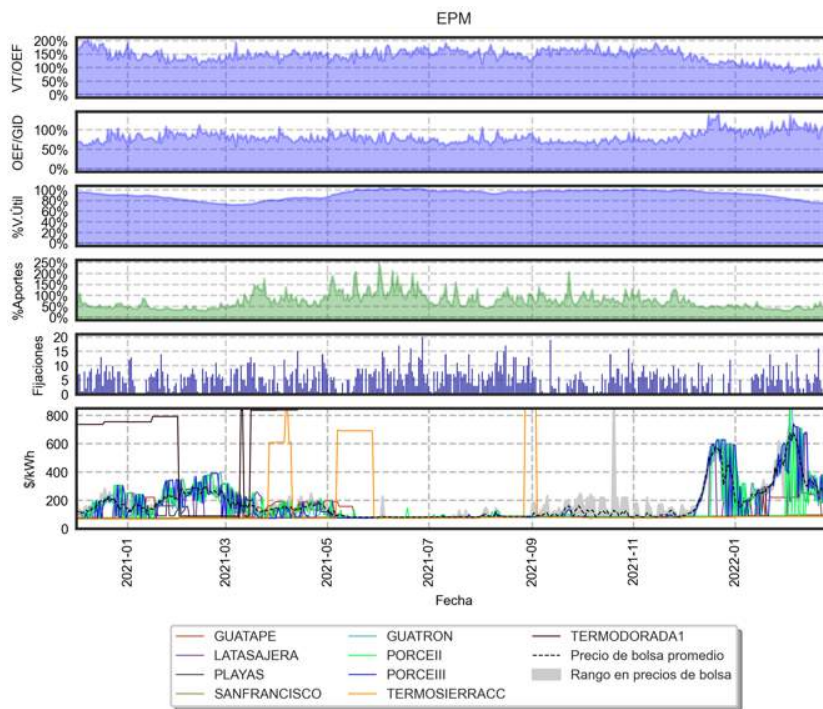 EPM
VT/OEF
200%
150%
100%
50%
0%
OEF/GID
100%
50%
0%
%V.Útil
100%
80%
60%
40%
20%
0%
%Aportes
250%
200%
150%
100%
50%
0%
Fijaciones
20
15
10
5
0
$/kWh
800
600
400
200
0
2021-01
2021-03
2021-05
2021-07
2021-09
2021-11
2022-01
Fecha
GUATAPE
LATASAJERA
PLAYAS
SANFRANCISCO
GUATRON
PORCEII
PORCEIII
TERMOSIERRACC
TERMODORADA1
Precio de bolsa promedio
Rango en precios de bolsa